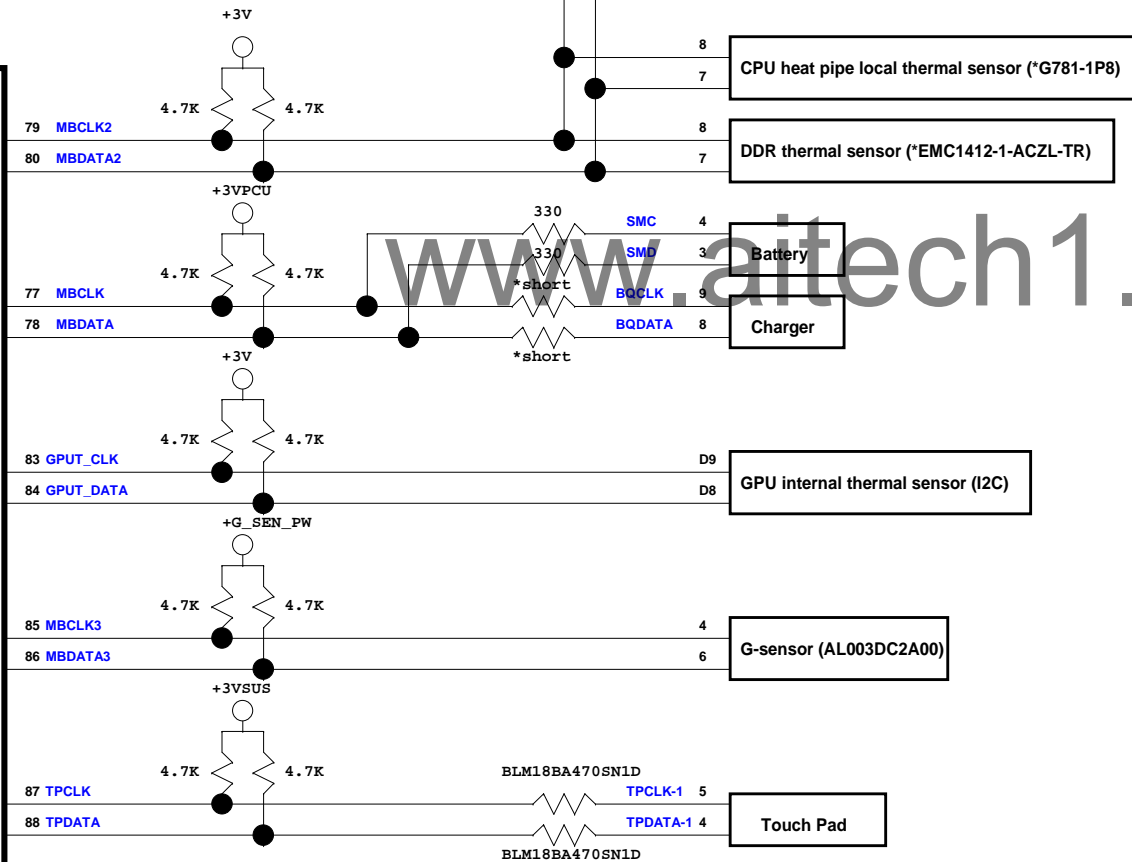 +3V
8
CPU heat pipe local thermal sensor (*G781-1P8)
7
4.7K 4.7K
79 MBCLK2
8
DDR thermal sensor (*EMC1412-1-ACZL-TR)
80 MBDATA2
7
+3VPCU
330
SMC 4
Battery
330
SMD 3
4.7K 4.7K
*short
77 MBCLK
BQCLK 9
Charger
78 MBDATA
BQDATA 8
*short
www.aitech1.
+3V
4.7K 4.7K
83 GPUT_CLK
D9
GPU internal thermal sensor (I2C)
84 GPUT_DATA
D8
+G_SEN_PW
4.7K 4.7K
85 MBCLK3
4
G-sensor (AL003DC2A00)
86 MBDATA3
6
+3VSUS
4.7K 4.7K
BLM18BA470SN1D
87 TPCLK
TPCLK-1 5
Touch Pad
88 TPDATA
TPDATA-1 4
BLM18BA470SN1D